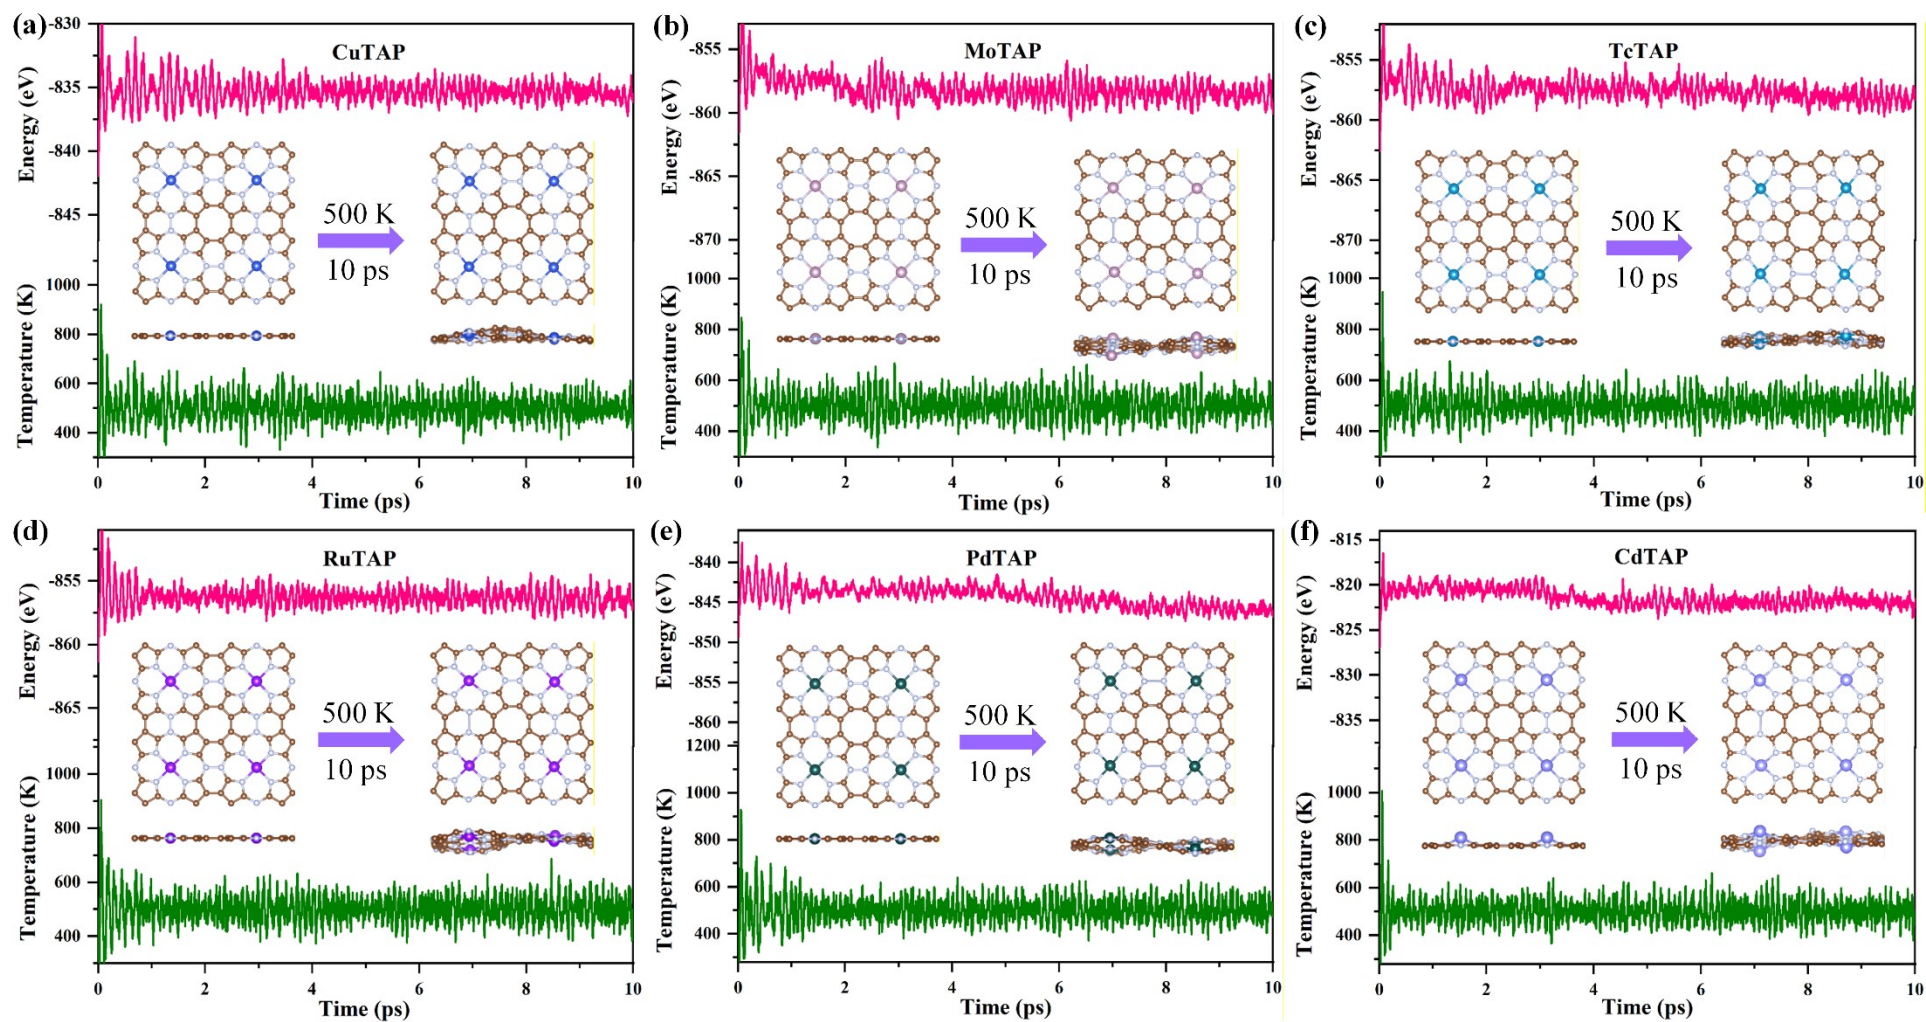 (a)
CuTAP
Energy (eV)
-830
-835
-840
-845
500 K
10 ps
Temperature (K)
1000
800
600
400
0 2 4 6 8 10
Time (ps)
(b)
MoTAP
Energy (eV)
-855
-860
-865
-870
500 K
10 ps
Temperature (K)
1000
800
600
400
0 2 4 6 8 10
Time (ps)
(c)
TcTAP
Energy (eV)
-855
-860
-865
-870
500 K
10 ps
Temperature (K)
1000
800
600
400
0 2 4 6 8 10
Time (ps)
(d)
RuTAP
Energy (eV)
-855
-860
-865
500 K
10 ps
Temperature (K)
1000
800
600
400
0 2 4 6 8 10
Time (ps)
(e)
PdTAP
Energy (eV)
-840
-845
-850
-855
-860
500 K
10 ps
Temperature (K)
1200
1000
800
600
400
0 2 4 6 8 10
Time (ps)
(f)
CdTAP
Energy (eV)
-815
-820
-825
-830
-835
500 K
10 ps
Temperature (K)
1000
800
600
400
0 2 4 6 8 10
Time (ps)